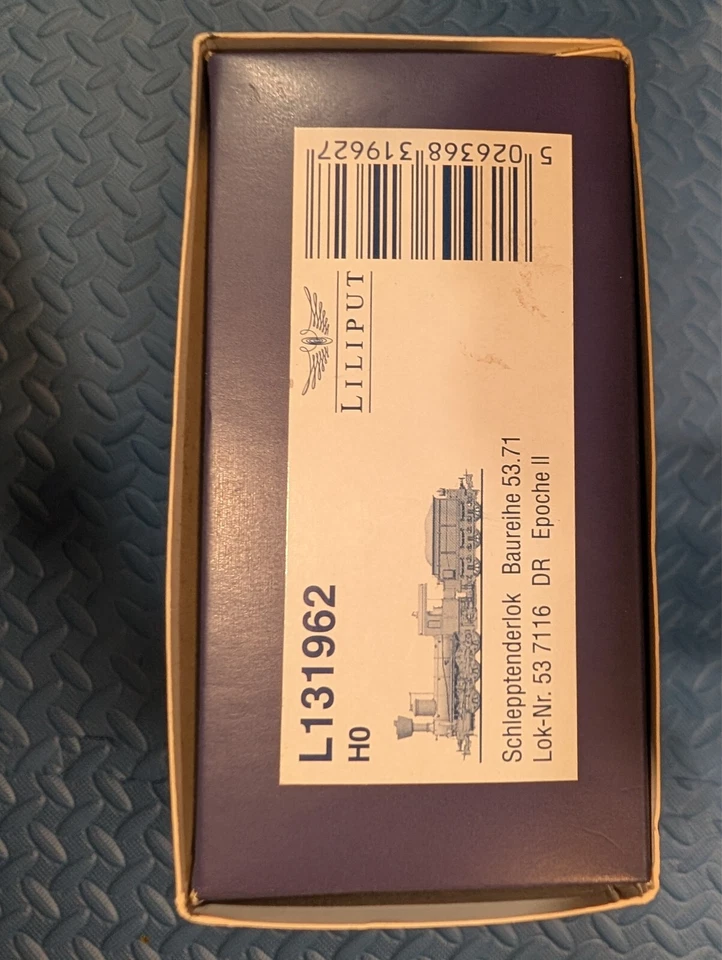 L131962
H0
LILIPUT
5 026368 319627
Schlepptenderlok Baureihe 53.71
Lok-Nr. 53 7116 DR Epoche II